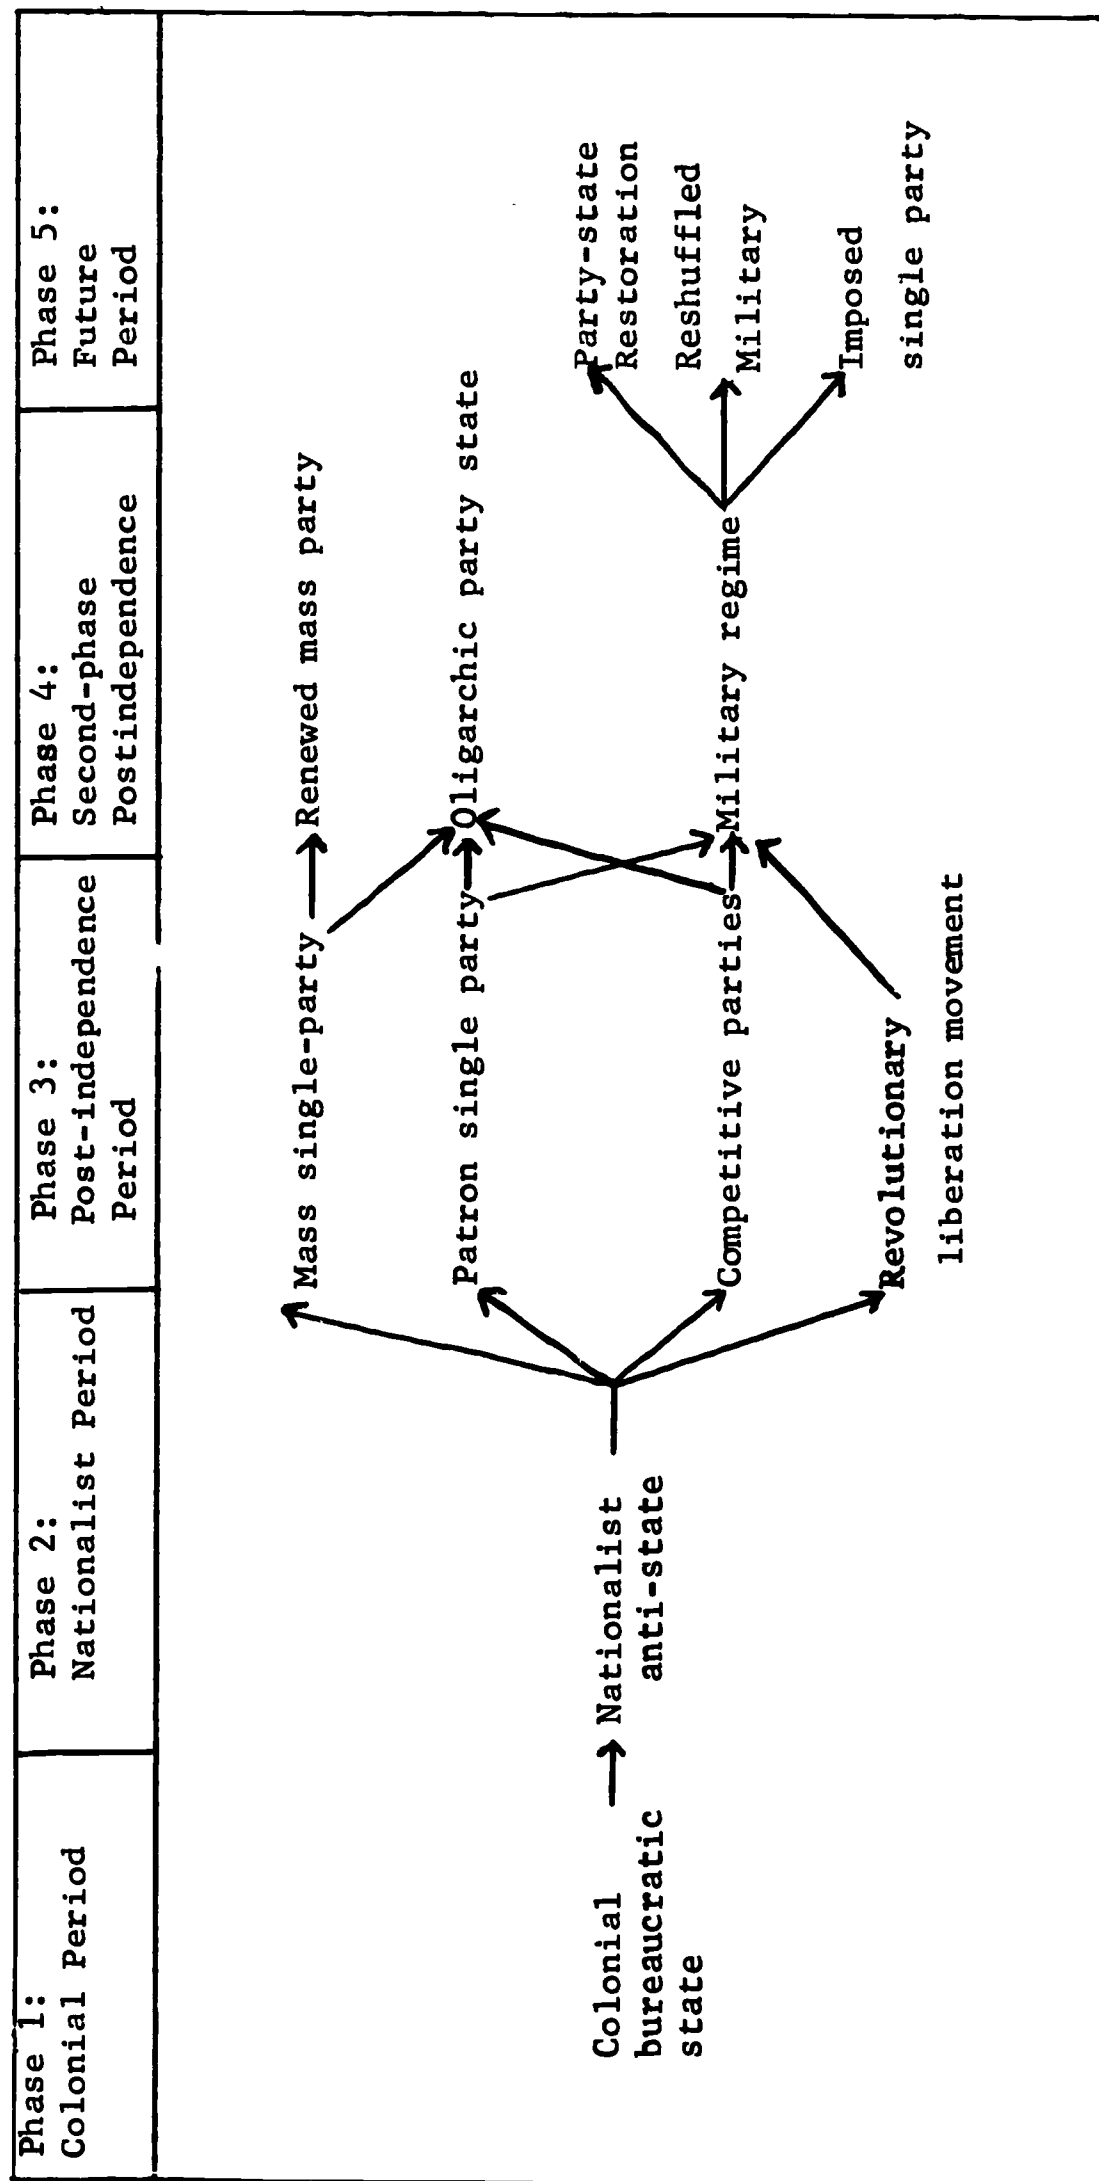 Phase 1:
Colonial Period
Phase 2:
Nationalist Period
Phase 3:
Post-independence
Period
Phase 4:
Second-phase
Postindependence
Phase 5:
Future
Period
Colonial
bureaucratic
state
Nationalist
anti-state
Mass single-party
Patron single party
Competitive parties
Revolutionary
liberation movement
Renewed mass party
Oligarchic party state
Military regime
Party-state
Restoration
Reshuffled
Military
Imposed
single party